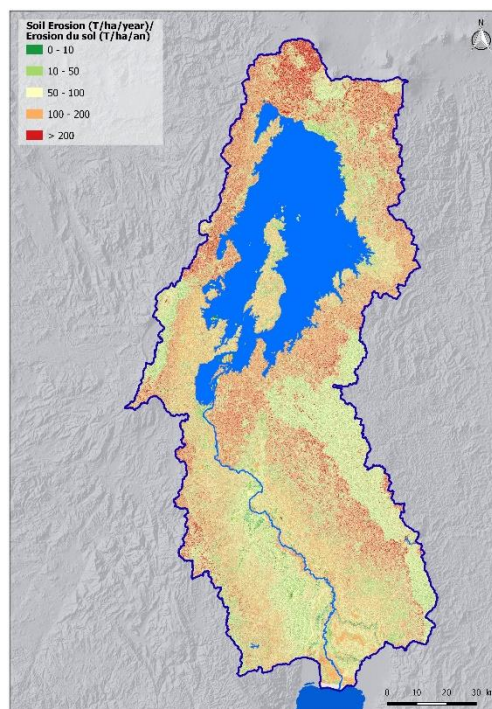 Soil Erosion (T/ha/year)/
Erosion du sol (T/ha/an)
0 - 10
10 - 50
50 - 100
100 - 200
> 200
N
0 10 20 30 km